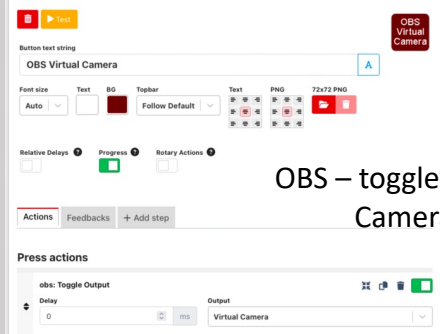 Test
OBS
Virtual
Camera
Button text string
OBS Virtual Camera
A
Font size Text BG Topbar Text PNG 72x72 PNG
Auto Follow Default
Relative Delays ? Progress ? Rotary Actions ?
OBS – toggle
Camer
Actions Feedbacks + Add step
Press actions
obs: Toggle Output
Delay Output
0 ms Virtual Camera